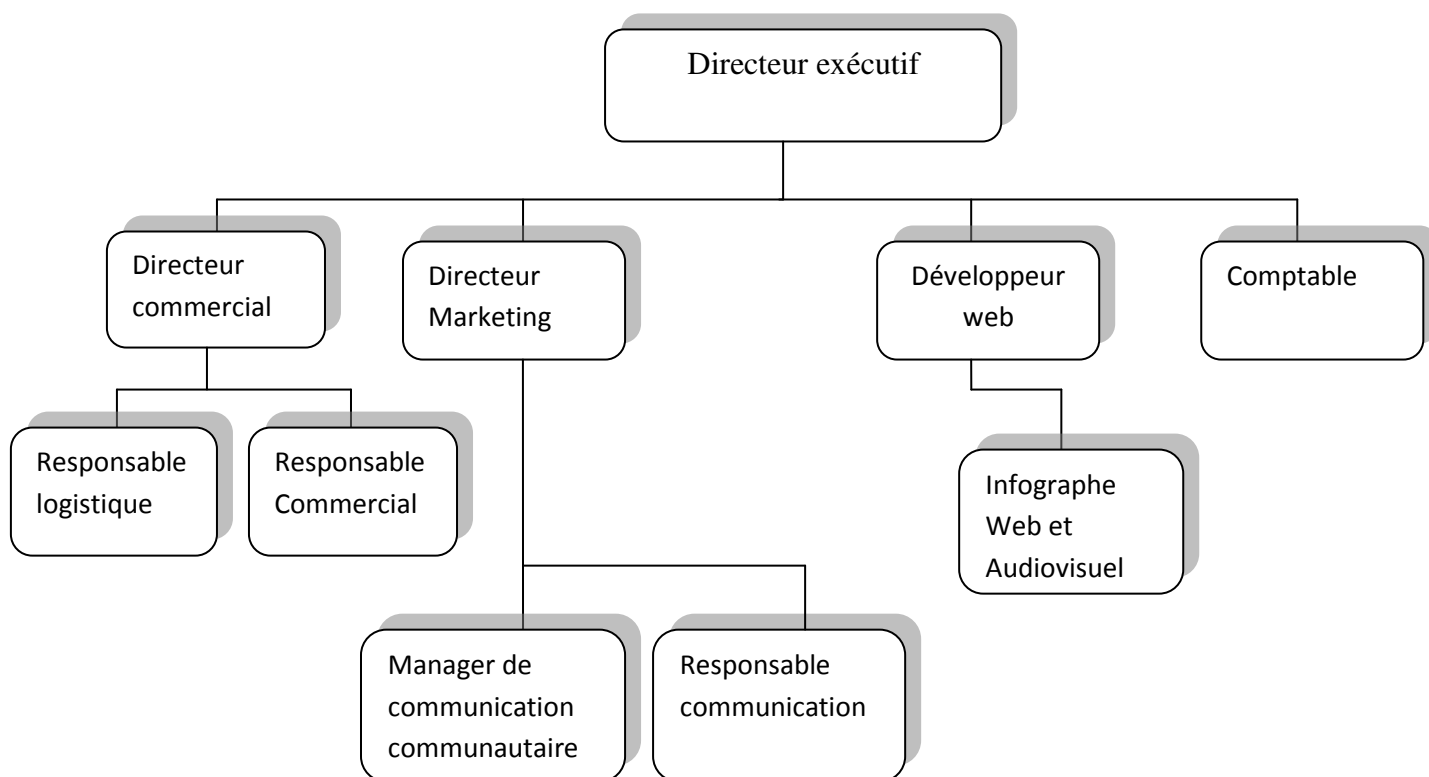 Directeur exécutif
Directeur
commercial
Directeur
Marketing
Développeur
web
Comptable
Responsable
logistique
Responsable
Commercial
Infographe
Web et
Audiovisuel
Manager de
communication
communautaire
Responsable
communication